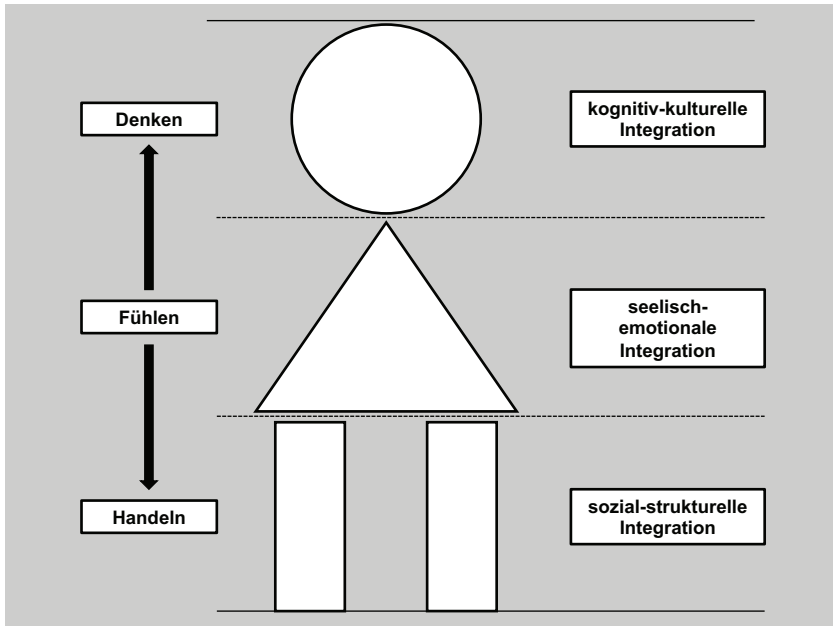 Denken
kognitiv-kulturelle
Integration
Fühlen
seelisch-
emotionale
Integration
Handeln
sozial-strukturelle
Integration